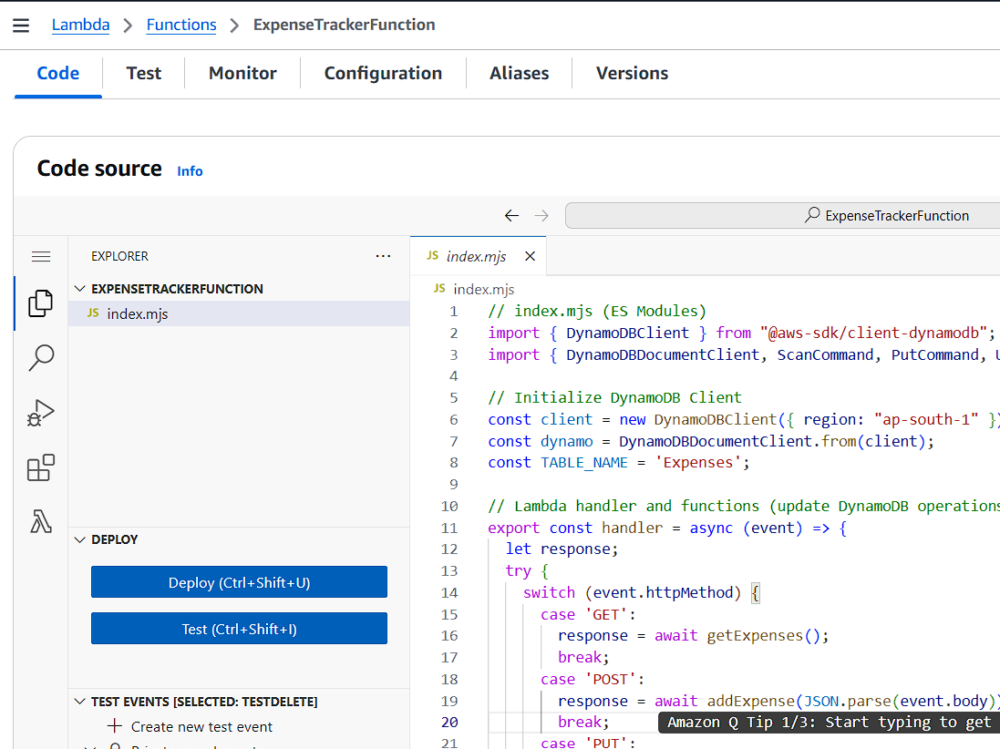 Lambda > Functions > ExpenseTrackerFunction
Code Test Monitor Configuration Aliases Versions
Code source Info
ExpenseTrackerFunction
EXPLORER ...
EXPENSETRACKERFUNCTION
JS index.mjs
DEPLOY
Deploy (Ctrl+Shift+U)
Test (Ctrl+Shift+I)
TEST EVENTS [SELECTED: TESTDELETE]
+ Create new test event
JS index.mjs ×
JS index.mjs
1 // index.mjs (ES Modules)
2 import { DynamoDBClient } from "@aws-sdk/client-dynamodb";
3 import { DynamoDBDocumentClient, ScanCommand, PutCommand,
4
5 // Initialize DynamoDB Client
6 const client = new DynamoDBClient({ region: "ap-south-1" })
7 const dynamo = DynamoDBDocumentClient.from(client);
8 const TABLE_NAME = 'Expenses';
9
10 // Lambda handler and functions (update DynamoDB operations
11 export const handler = async (event) => {
12 let response;
13 try {
14 switch (event.httpMethod) {
15 case 'GET':
16 response = await getExpenses();
17 break;
18 case 'POST':
19 response = await addExpense(JSON.parse(event.body))
20 break; Amazon Q Tip 1/3: Start typing to get
21 case 'PUT':